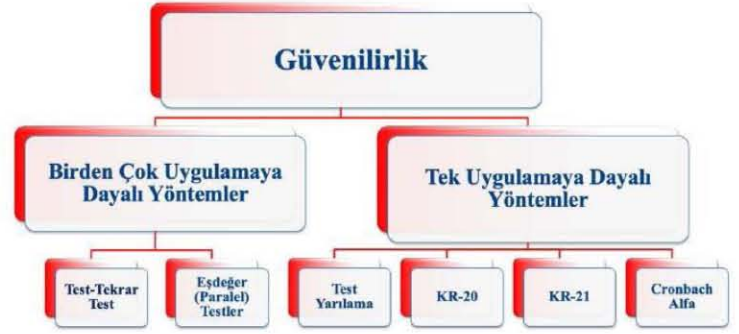 Güvenilirlik
Birden Çok Uygulamaya
Dayalı Yöntemler
Tek Uygulamaya Dayalı
Yöntemler
Test-Tekrar
Test
Eşdeğer
(Paralel)
Testler
Test
Yarılama
KR-20
KR-21
Cronbach
Alfa